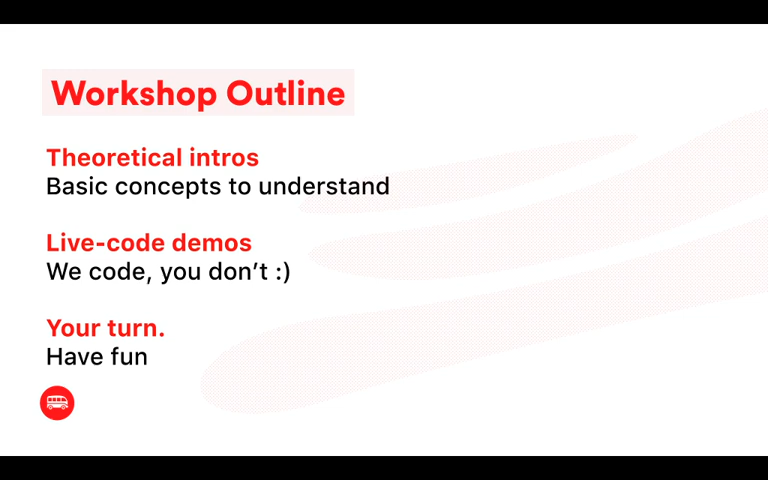 Workshop Outline
Theoretical intros
Basic concepts to understand
Live-code demos
We code, you don’t :)
Your turn.
Have fun